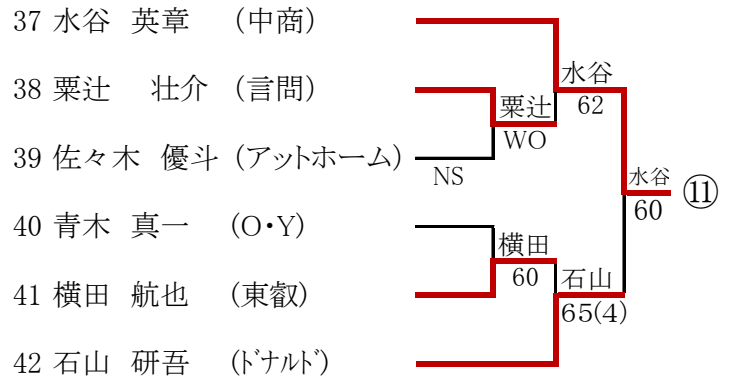 37 水谷 英章 (中商)
水谷
38 粟辻 壮介 (言問)
粟辻
62
WO
39 佐々木 優斗 (アットホーム)
NS
水谷
⑪
60
40 青木 真一 (O・Y)
横田
60
石山
41 横田 航也 (東叡)
65(4)
42 石山 研吾 (ﾄﾞﾅﾙﾄﾞ)